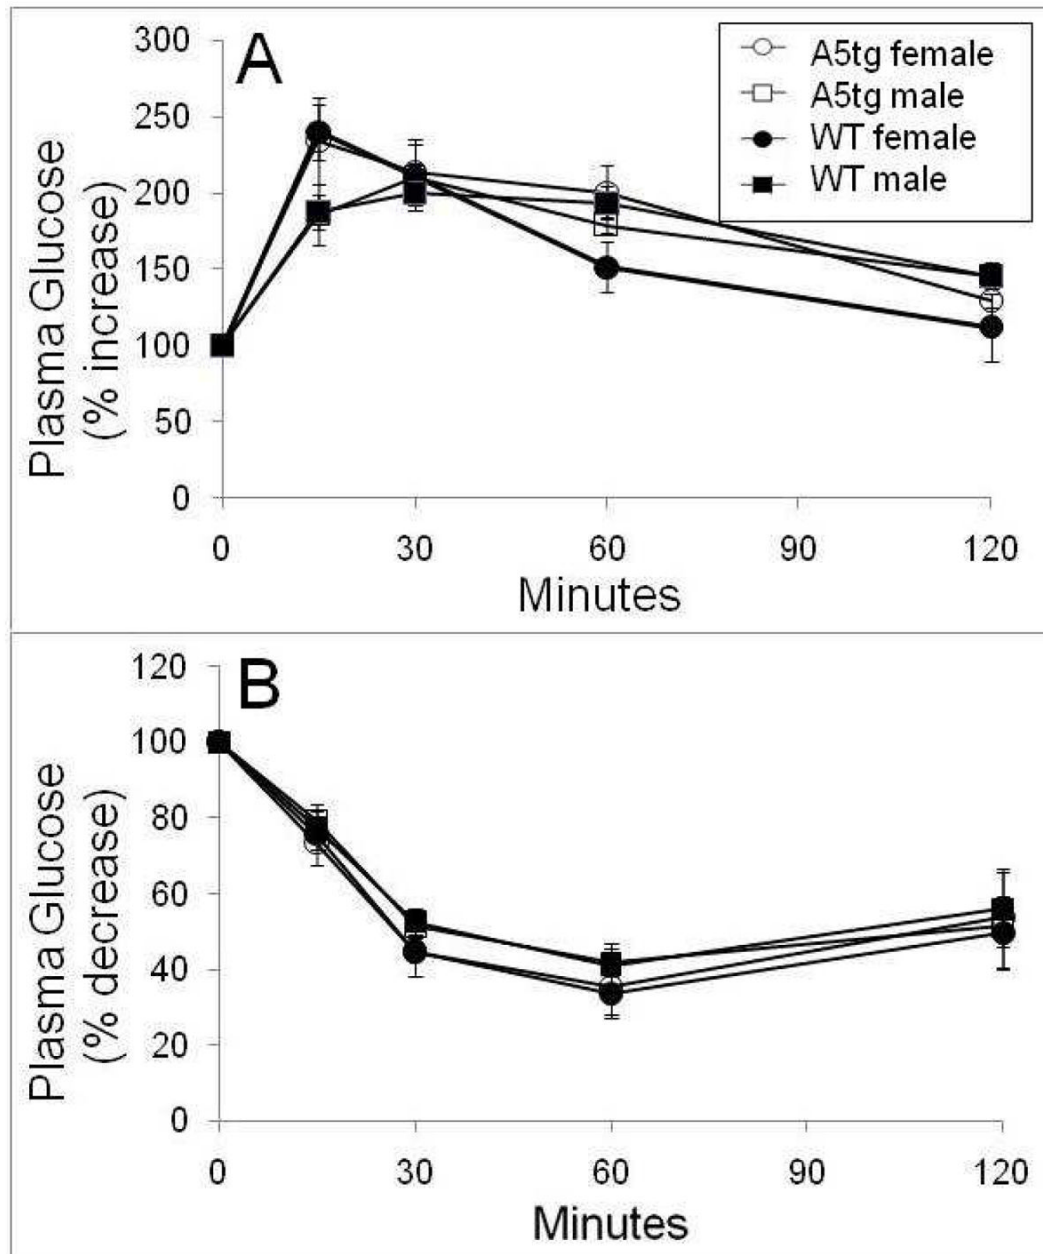 A
300
250
200
150
100
50
0
Plasma Glucose
(% increase)
A5tg female
A5tg male
WT female
WT male
0 30 60 90 120
Minutes
B
120
100
80
60
40
20
0
Plasma Glucose
(% decrease)
0 30 60 90 120
Minutes